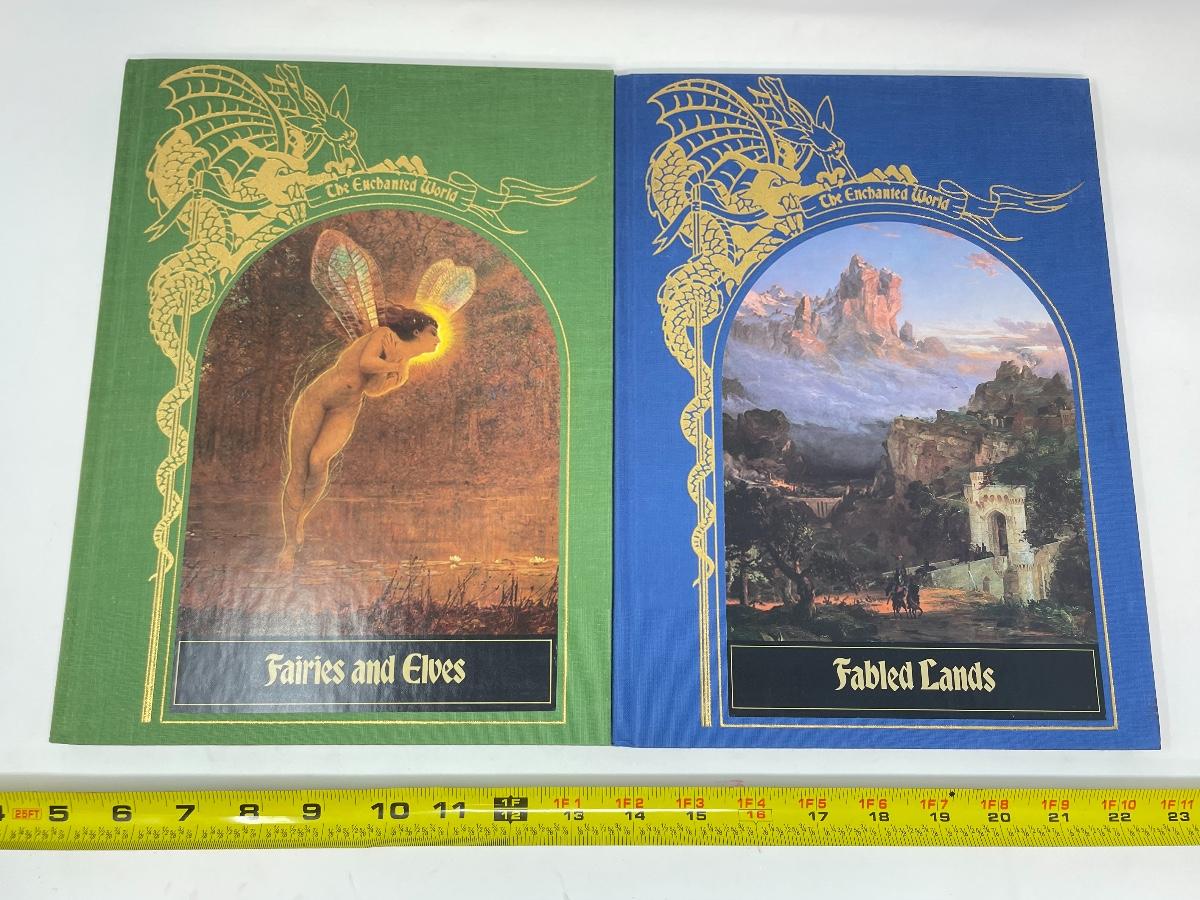 The Enchanted World
Fairies and Elves
The Enchanted World
Fabled Lands
25FT 5 6 7 8 9 10 11 1F 1F1 1F2 1F3 1F4 1F5 1F6 1F7 1F8 1F9 1F10 1F11
12 13 14 15 16 17 18 19 20 21 22 23